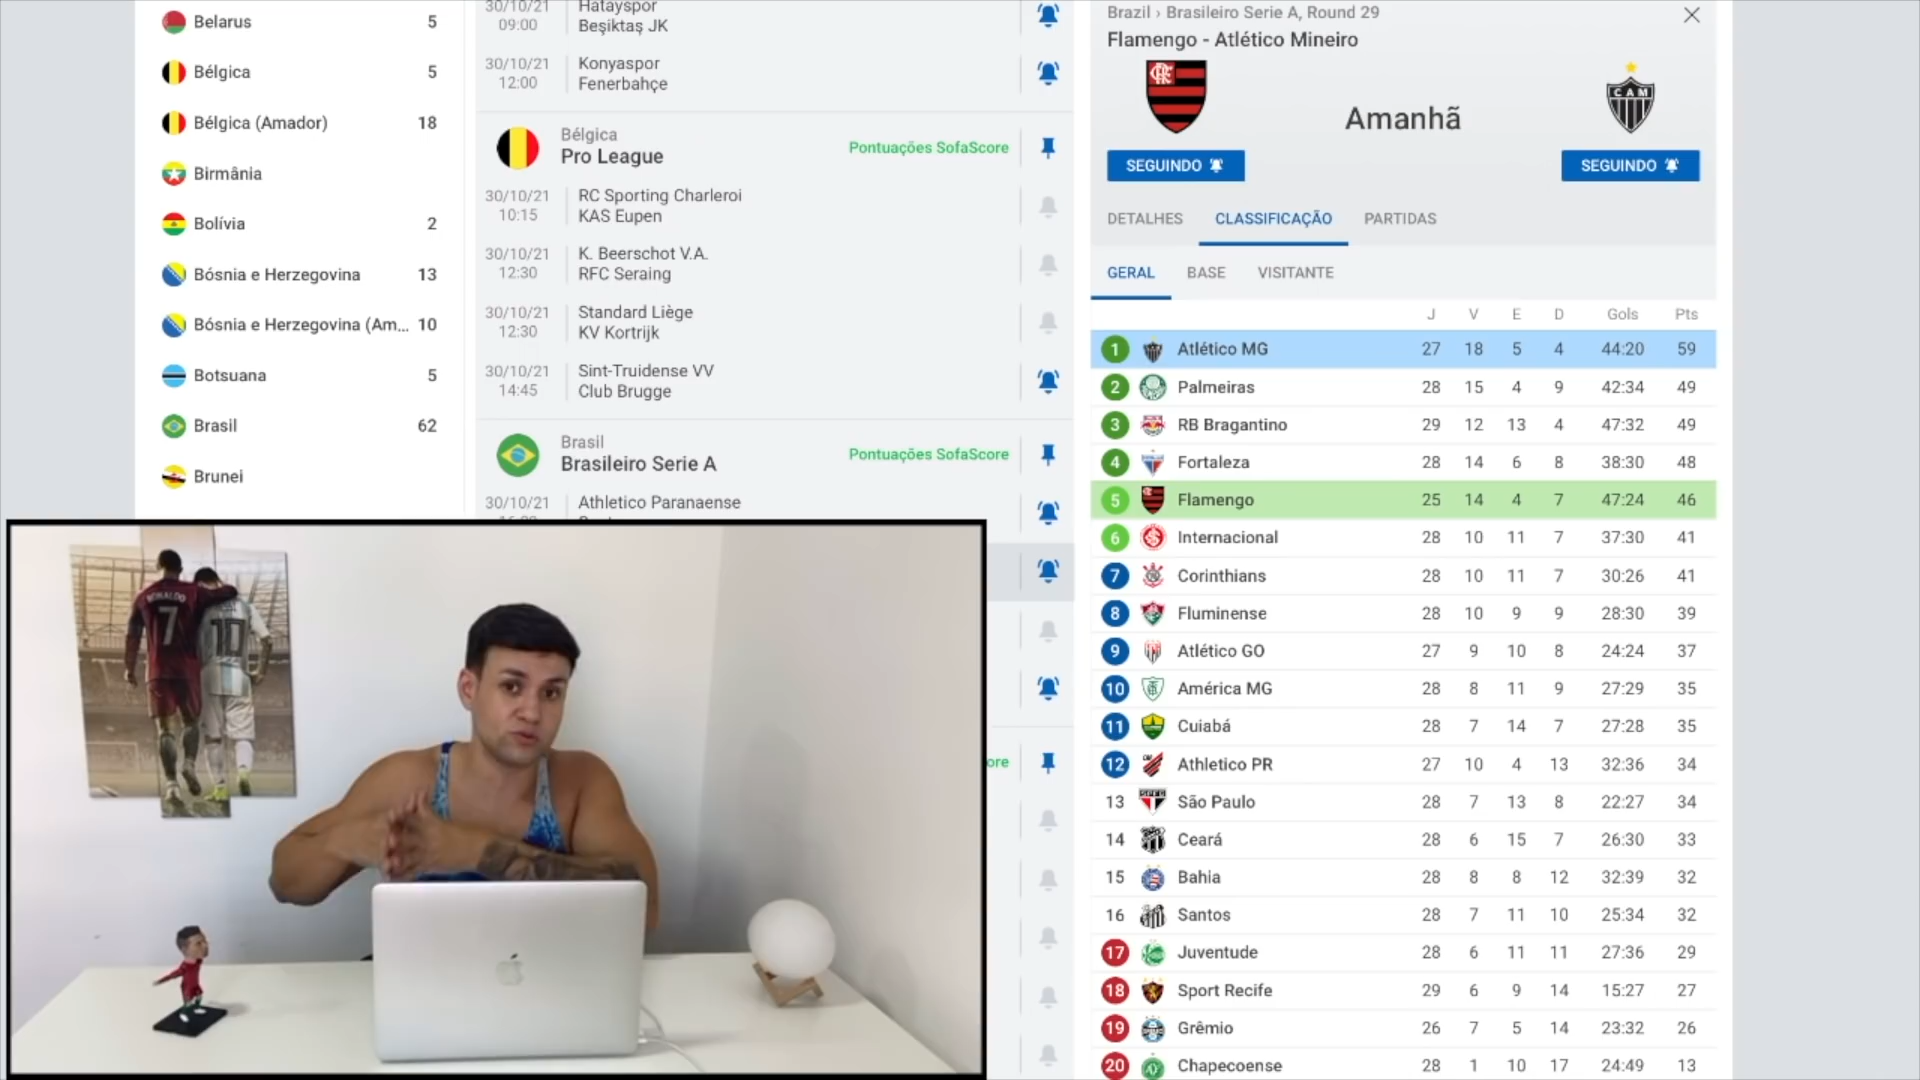 Belarus 5
Bélgica 5
Bélgica (Amador) 18
Birmânia
Bolívia 2
Bósnia e Herzegovina 13
Bósnia e Herzegovina (Am... 10
Botsuana 5
Brasil 62
Brunei
30/10/21 Hatayspor
09:00 Beşiktaş JK
30/10/21 Konyaspor
12:00 Fenerbahçe
Bélgica
Pro League
Pontuações SofaScore
30/10/21 RC Sporting Charleroi
10:15 KAS Eupen
30/10/21 K. Beerschot V.A.
12:30 RFC Seraing
30/10/21 Standard Liège
12:30 KV Kortrijk
30/10/21 Sint-Truidense VV
14:45 Club Brugge
Brasil
Brasileiro Serie A
Pontuações SofaScore
30/10/21 Athletico Paranaense
ore
RONALDO
7
10
Brazil › Brasileiro Serie A, Round 29
Flamengo - Atlético Mineiro
CAM
Amanhã
SEGUINDO
SEGUINDO
DETALHES CLASSIFICAÇÃO PARTIDAS
GERAL BASE VISITANTE
J V E D Gols Pts
1 Atlético MG 27 18 5 4 44:20 59
2 Palmeiras 28 15 4 9 42:34 49
3 RB Bragantino 29 12 13 4 47:32 49
4 Fortaleza 28 14 6 8 38:30 48
5 Flamengo 25 14 4 7 47:24 46
6 Internacional 28 10 11 7 37:30 41
7 Corinthians 28 10 11 7 30:26 41
8 Fluminense 28 10 9 9 28:30 39
9 Atlético GO 27 9 10 8 24:24 37
10 América MG 28 8 11 9 27:29 35
11 Cuiabá 28 7 14 7 27:28 35
12 Athletico PR 27 10 4 13 32:36 34
13 São Paulo 28 7 13 8 22:27 34
14 Ceará 28 6 15 7 26:30 33
15 Bahia 28 8 8 12 32:39 32
16 Santos 28 7 11 10 25:34 32
17 Juventude 28 6 11 11 27:36 29
18 Sport Recife 29 6 9 14 15:27 27
19 Grêmio 26 7 5 14 23:32 26
20 Chapecoense 28 1 10 17 24:49 13